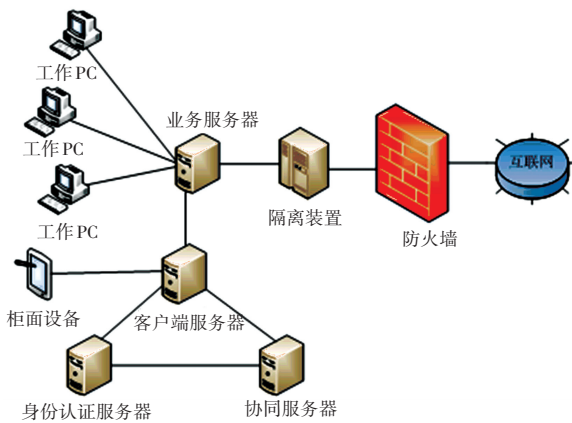 工作PC
工作PC
工作PC
业务服务器
隔离装置
防火墙
互联网
柜面设备
客户端服务器
身份认证服务器
协同服务器